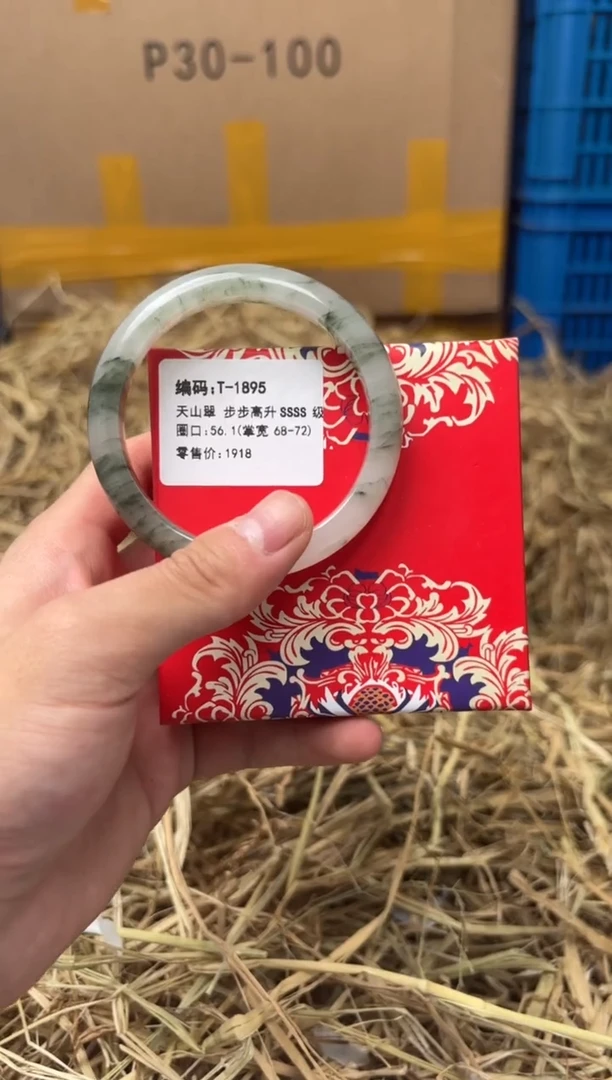 P30-100
编码:T-1895
天山翠 步步高升 SSSS 级
圈口:56.1(掌宽 68-72)
零售价:1918